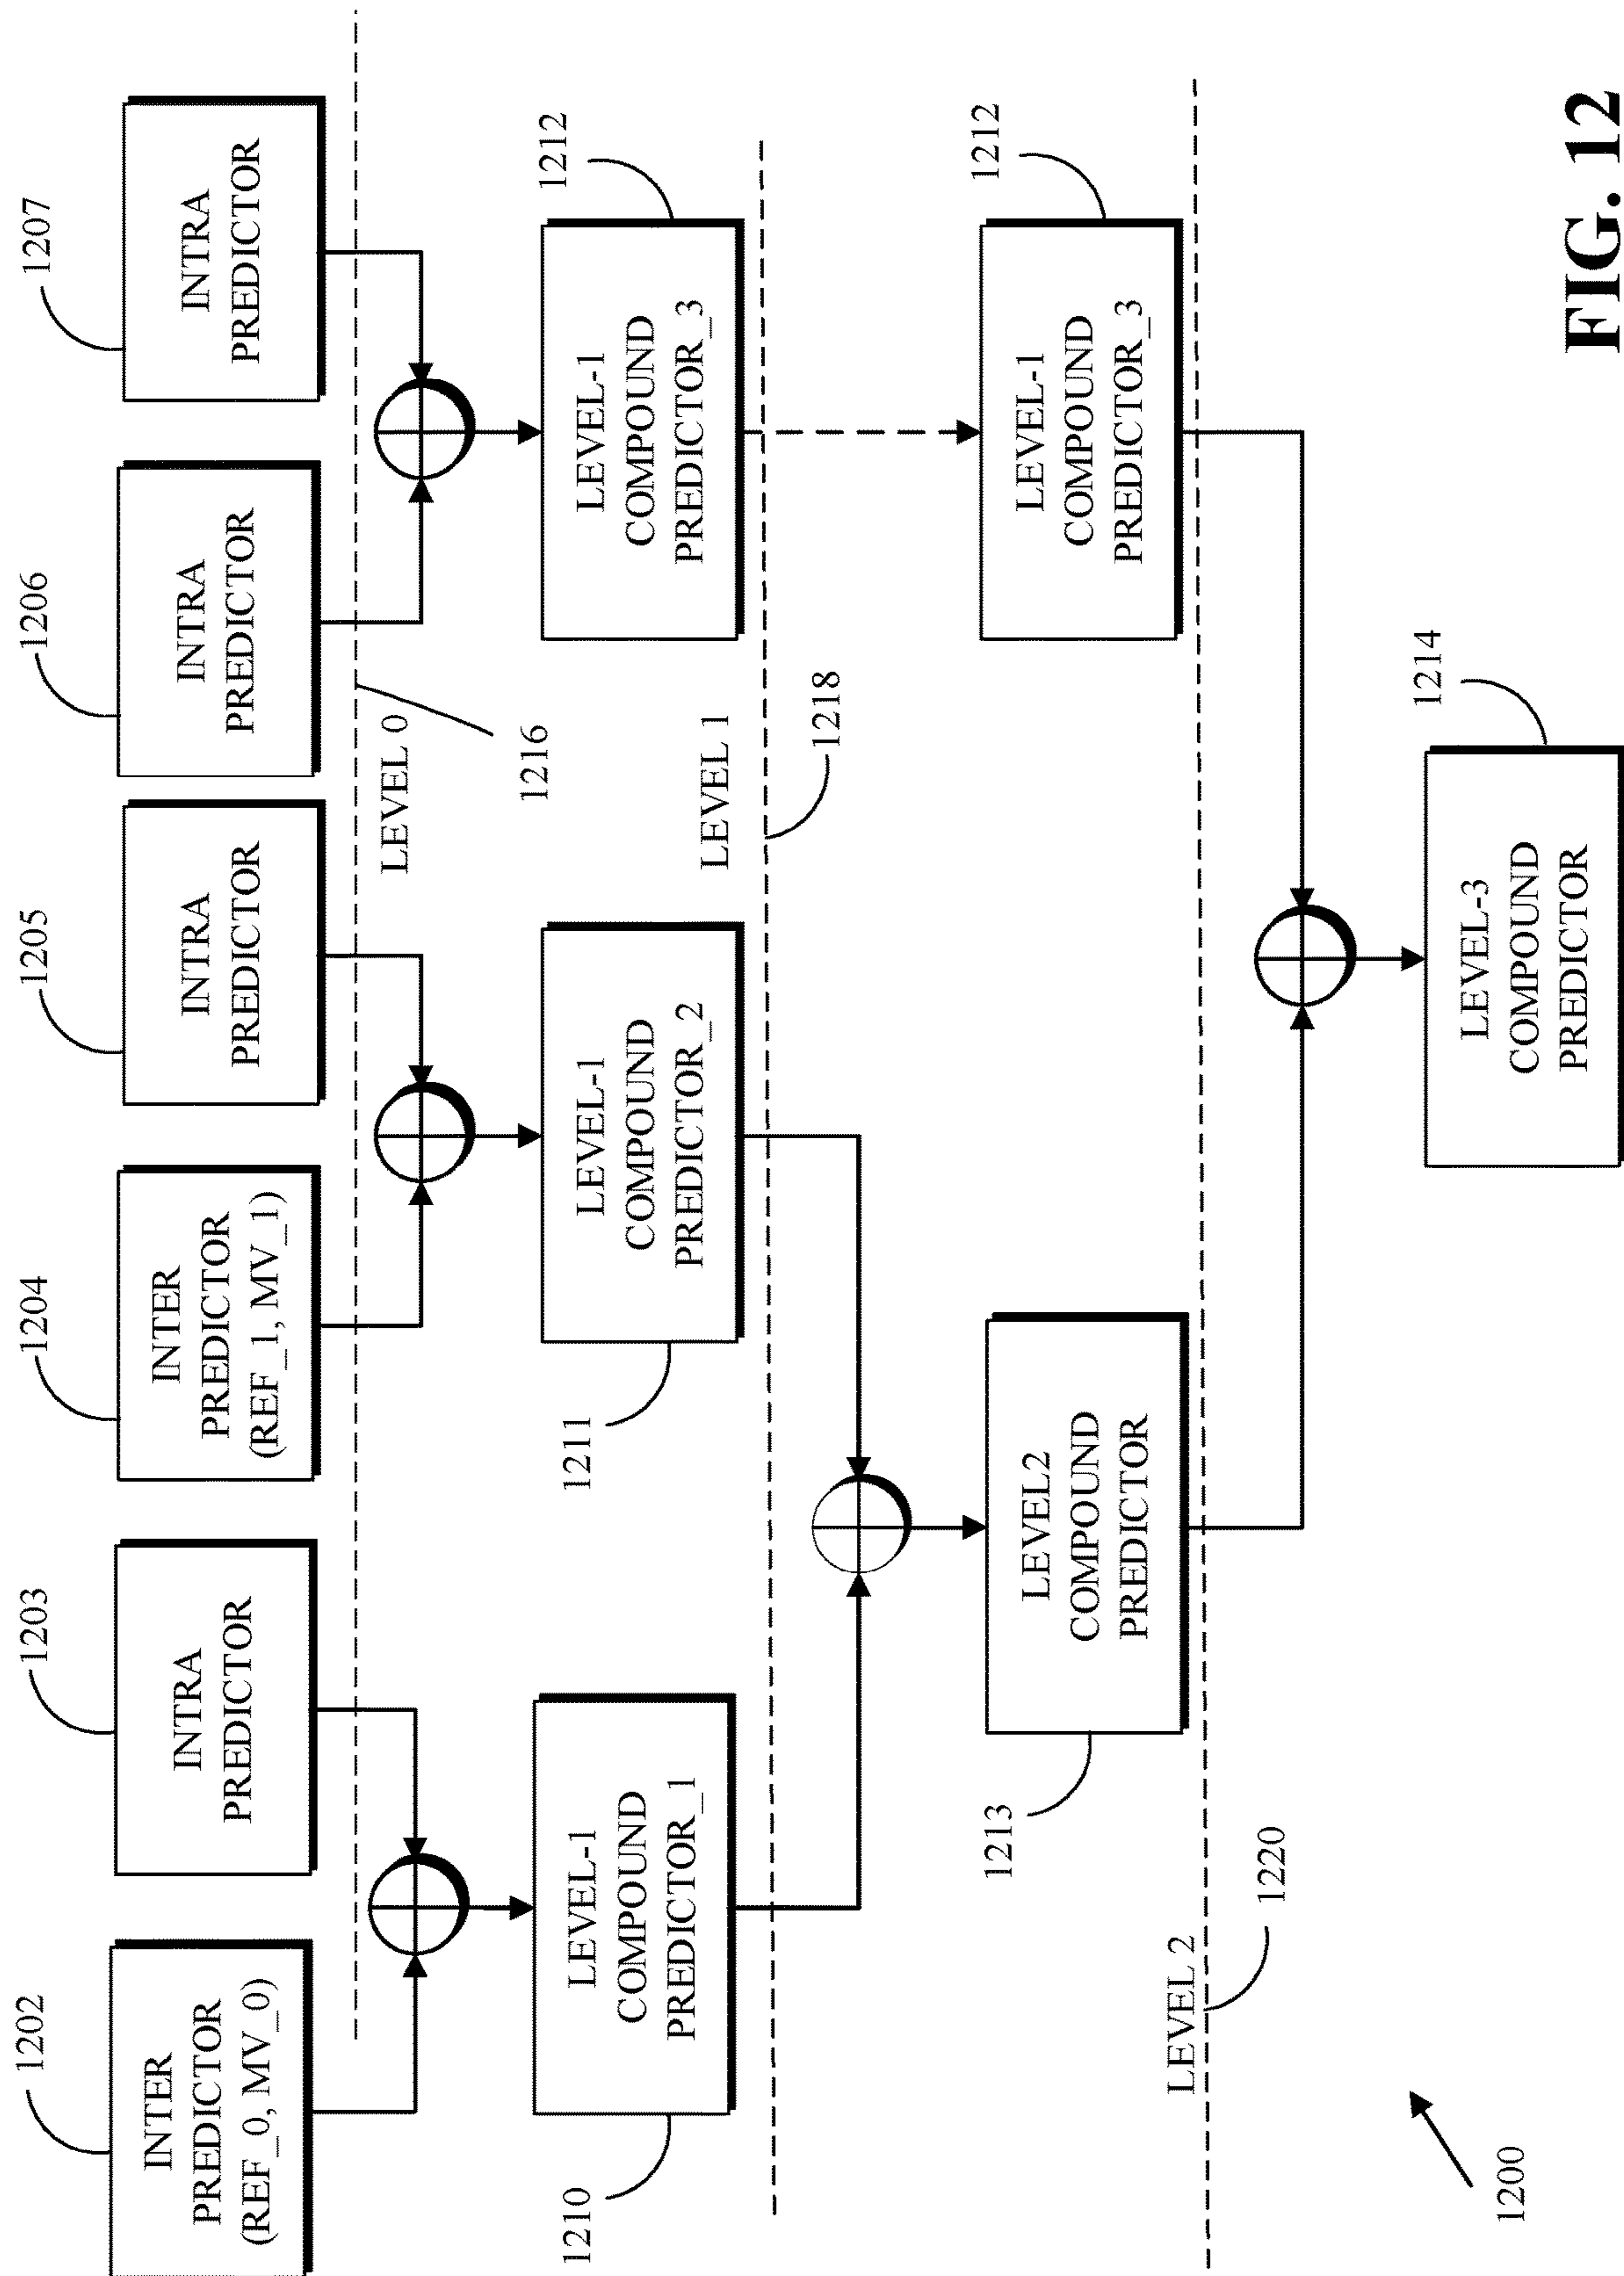 1202
1203
1204
1205
1206
1207
INTER
PREDICTOR
(REF_0, MV_0)
INTRA
PREDICTOR
INTER
PREDICTOR
(REF_1, MV_1)
INTRA
PREDICTOR
INTRA
PREDICTOR
INTRA
PREDICTOR
LEVEL 0
1216
1210
LEVEL-1
COMPOUND
PREDICTOR_1
1211
LEVEL-1
COMPOUND
PREDICTOR_2
LEVEL-1
COMPOUND
PREDICTOR_3
1212
LEVEL 1
1218
1213
LEVEL2
COMPOUND
PREDICTOR
LEVEL-1
COMPOUND
PREDICTOR_3
1212
LEVEL 2
1220
LEVEL-3
COMPOUND
PREDICTOR
1214
1200
FIG. 12